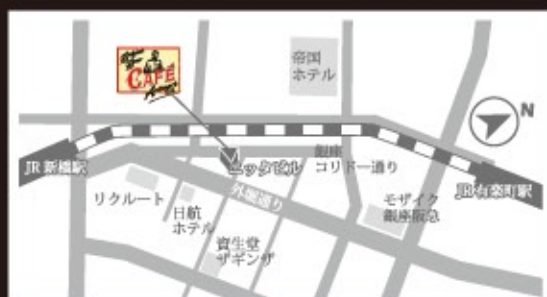 CAFE
帝国
ホテル
N
JR 新橋駅
ニッタビル
銀座
コリドー通り
JR有楽町駅
リクルート
日航
ホテル
外堀通り
モザイク
銀座阪急
資生堂
ザギンザ